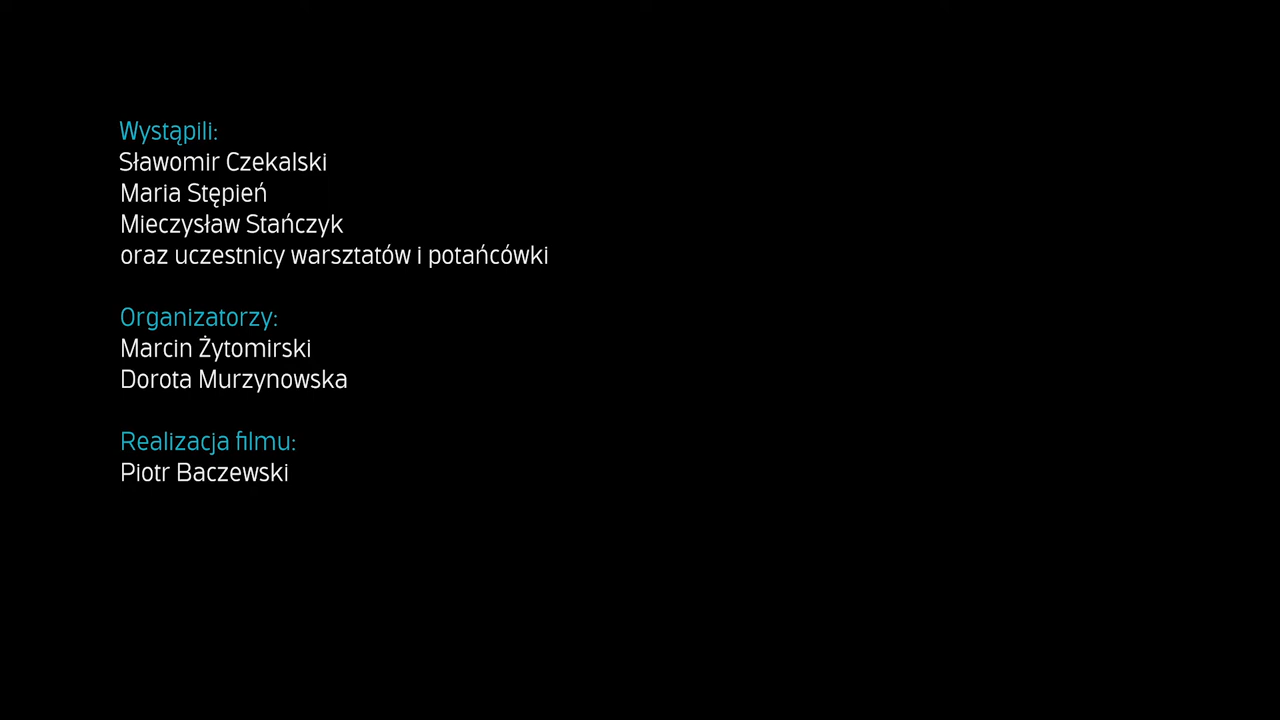 Wystąpili:
Sławomir Czekalski
Maria Stępień
Mieczysław Stańczyk
oraz uczestnicy warsztatów i potańcówki
Organizatorzy:
Marcin Żytomirski
Dorota Murzynowska
Realizacja filmu:
Piotr Baczewski